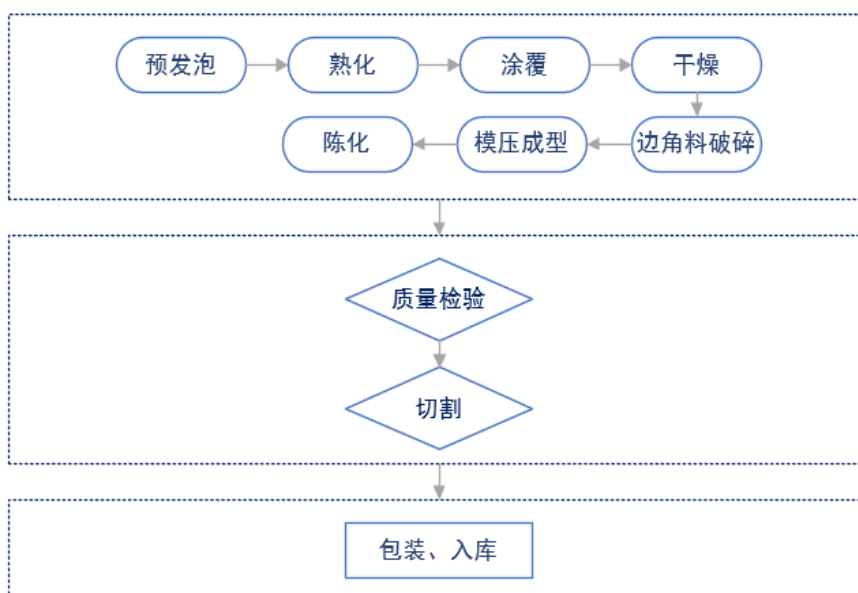 预发泡
熟化
涂覆
干燥
陈化
模压成型
边角料破碎
质量检验
切割
包装、入库